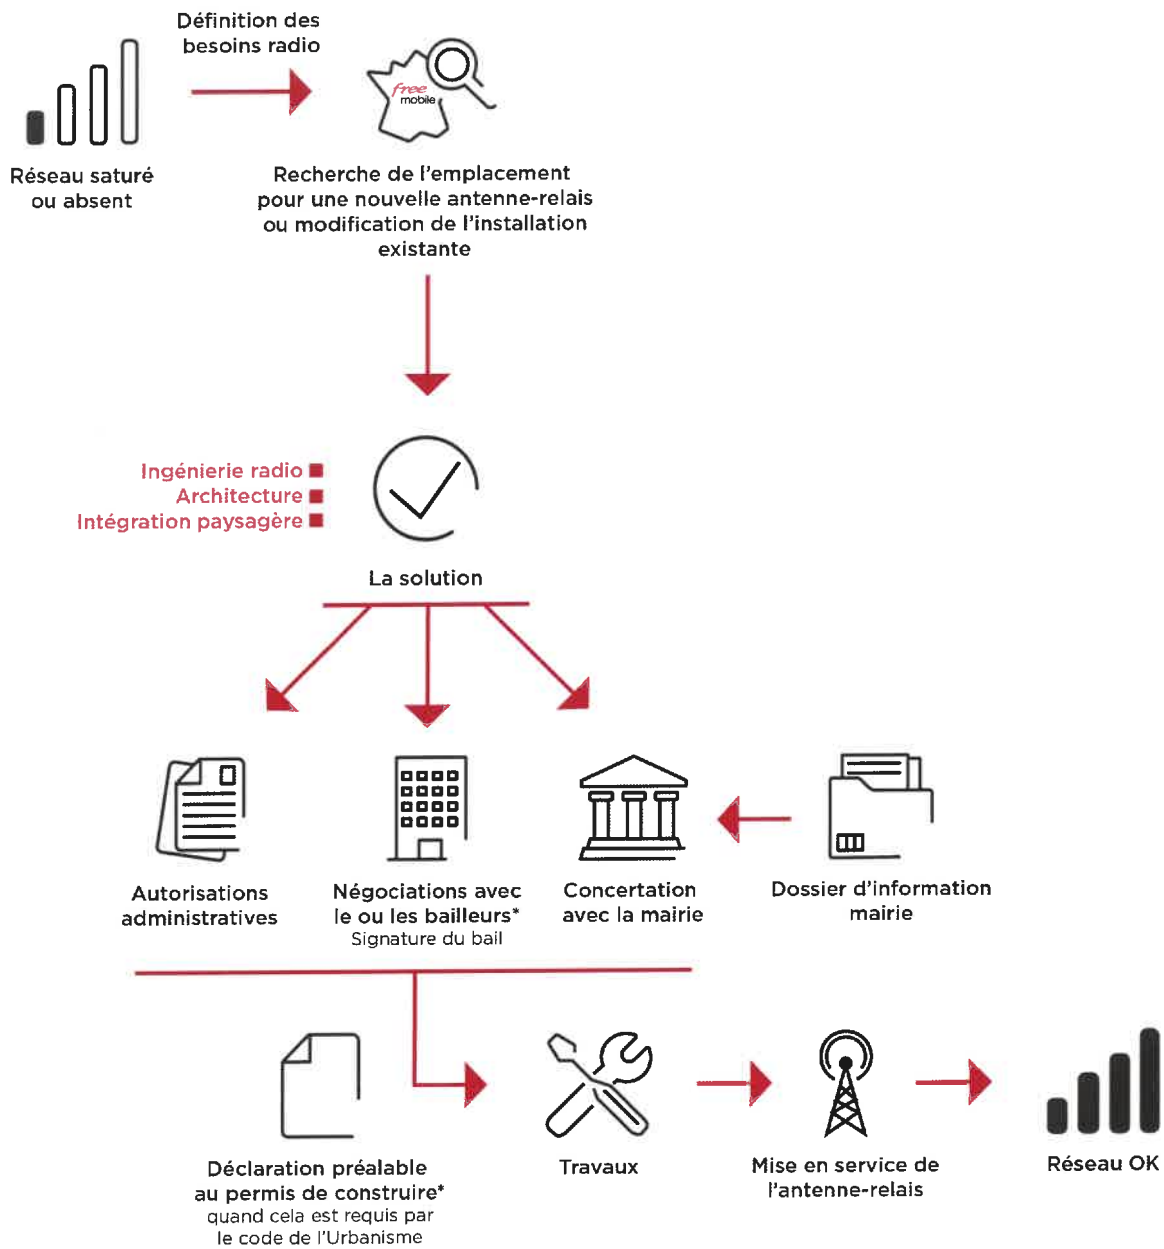 Définition des
besoins radio
free
mobile
Réseau saturé
ou absent
Recherche de l'emplacement
pour une nouvelle antenne-relais
ou modification de l'installation
existante
Ingénierie radio
Architecture
Intégration paysagère
La solution
Autorisations
administratives
Négociations avec
le ou les bailleurs*
Signature du bail
Concertation
avec la mairie
Dossier d'information
mairie
Déclaration préalable
au permis de construire*
quand cela est requis par
le code de l'Urbanisme
Travaux
Mise en service de
l'antenne-relais
Réseau OK